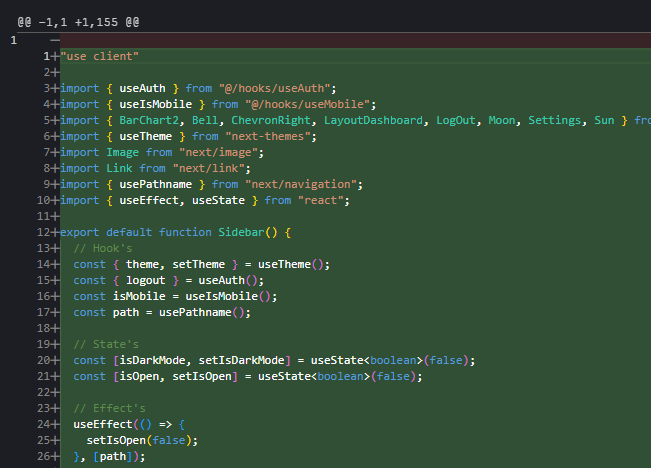 @@ -1,1 +1,155 @@
1 -
1+"use client"
2+
3+import { useAuth } from "@/hooks/useAuth";
4+import { useIsMobile } from "@/hooks/useMobile";
5+import { BarChart2, Bell, ChevronRight, LayoutDashboard, LogOut, Moon, Settings, Sun } fro
6+import { useTheme } from "next-themes";
7+import Image from "next/image";
8+import Link from "next/link";
9+import { usePathname } from "next/navigation";
10+import { useEffect, useState } from "react";
11+
12+export default function Sidebar() {
13+  // Hook's
14+  const { theme, setTheme } = useTheme();
15+  const { logout } = useAuth();
16+  const isMobile = useIsMobile();
17+  const path = usePathname();
18+
19+  // State's
20+  const [isDarkMode, setIsDarkMode] = useState<boolean>(false);
21+  const [isOpen, setIsOpen] = useState<boolean>(false);
22+
23+  // Effect's
24+  useEffect(() => {
25+    setIsOpen(false);
26+  }, [path]);